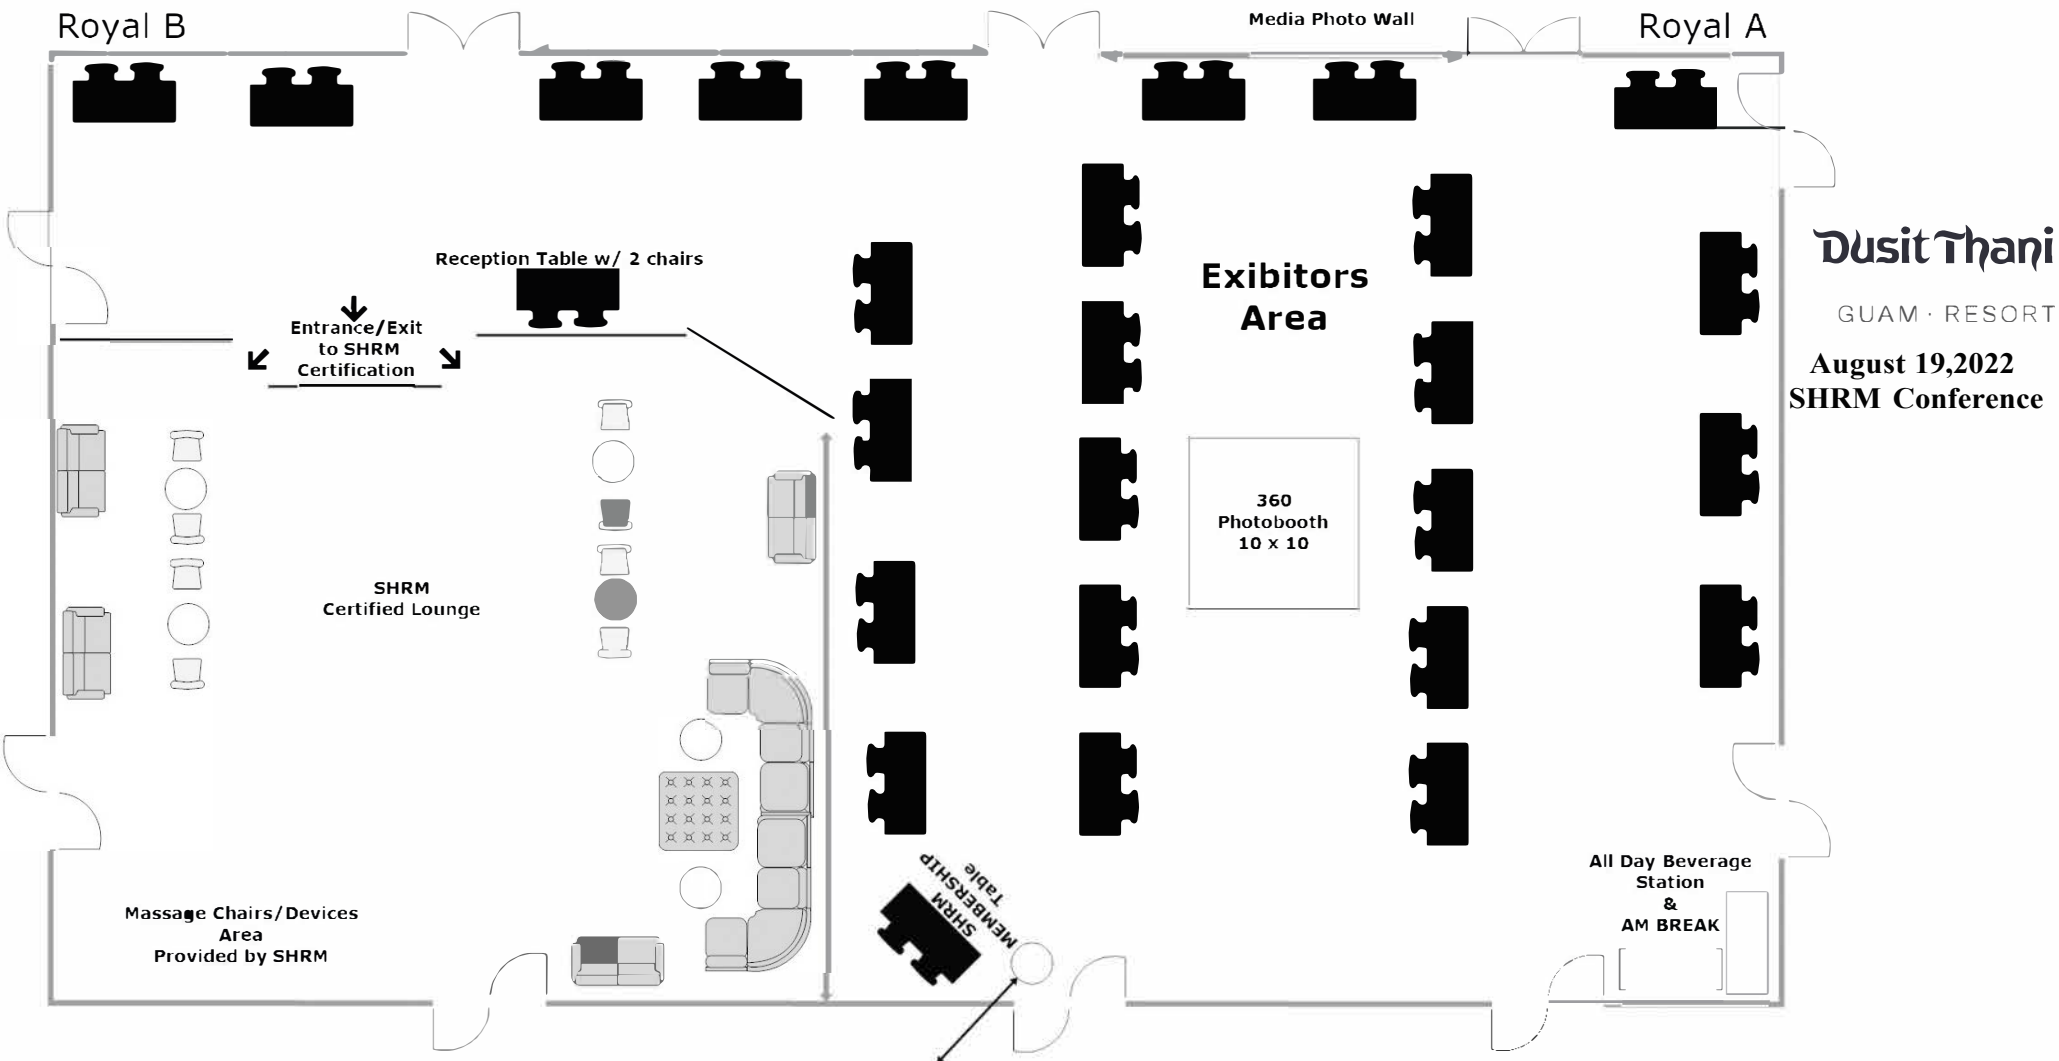 Royal B
Media Photo Wall
Royal A
Reception Table w/ 2 chairs
Entrance/Exit
to SHRM
Certification
Exibitors
Area
Dusit Thani
GUAM · RESORT
August 19,2022
SHRM Conference
360
Photobooth
10 x 10
SHRM
Certified Lounge
Massage Chairs/Devices
Area
Provided by SHRM
SHRM
MEMBERSHIP
Table
All Day Beverage
Station
&
AM BREAK